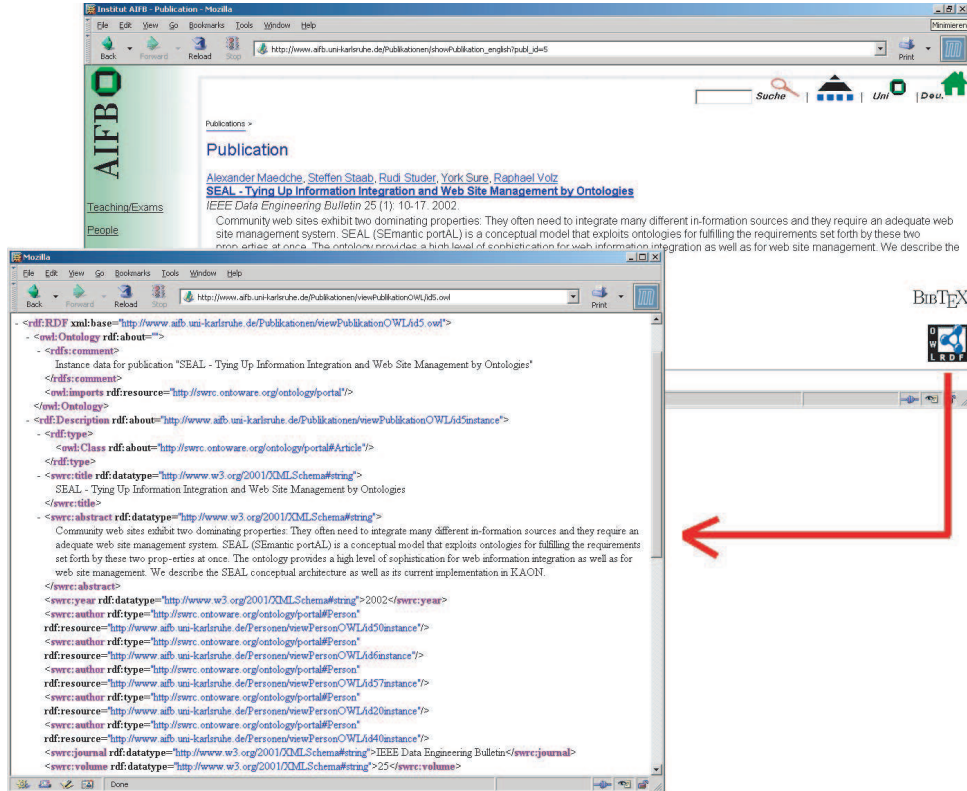 Institut AIFB - Publication - Mozilla
Minimieren
File Edit View Go Bookmarks Tools Window Help
Back Forward Reload Stop http://www.aifb.uni-karlsruhe.de/Publikationen/showPublikation_english?publ_id=5 Print
AIFB
Suche | | Uni | Deu.
Publications >
Publication
Alexander Maedche, Steffen Staab, Rudi Studer, York Sure, Raphael Volz
SEAL - Tying Up Information Integration and Web Site Management by Ontologies
IEEE Data Engineering Bulletin 25 (1): 10-17. 2002.
Teaching/Exams
People
Community web sites exhibit two dominating properties: They often need to integrate many different in-formation sources and they require an adequate web
site management system. SEAL (SEmantic portAL) is a conceptual model that exploits ontologies for fulfilling the requirements set forth by these two
prop-erties at once. The ontology provides a high level of sophistication for web information integration as well as for web site management. We describe the
BIBTEX
OWL RDF
Mozilla
File Edit View Go Bookmarks Tools Window Help
Back Forward Reload Stop http://www.aifb.uni-karlsruhe.de/Publikationen/viewPublikationOWL/id5.owl Print
- <rdf:RDF xml:base="http://www.aifb.uni-karlsruhe.de/Publikationen/viewPublikationOWL/id5.owl">
- <owl:Ontology rdf:about="">
- <rdfs:comment>
Instance data for publication "SEAL - Tying Up Information Integration and Web Site Management by Ontologies"
</rdfs:comment>
<owl:imports rdf:resource="http://swrc.ontoware.org/ontology/portal"/>
</owl:Ontology>
- <rdf:Description rdf:about="http://www.aifb.uni-karlsruhe.de/Publikationen/viewPublikationOWL/id5instance">
- <rdf:type>
<owl:Class rdf:about="http://swrc.ontoware.org/ontology/portal#Article"/>
</rdf:type>
- <swrc:title rdf:datatype="http://www.w3.org/2001/XMLSchema#string">
SEAL - Tying Up Information Integration and Web Site Management by Ontologies
</swrc:title>
- <swrc:abstract rdf:datatype="http://www.w3.org/2001/XMLSchema#string">
Community web sites exhibit two dominating properties: They often need to integrate many different in-formation sources and they require an
adequate web site management system. SEAL (SEmantic portAL) is a conceptual model that exploits ontologies for fulfilling the requirements
set forth by these two prop-erties at once. The ontology provides a high level of sophistication for web information integration as well as for
web site management. We describe the SEAL conceptual architecture as well as its current implementation in KAON.
</swrc:abstract>
<swrc:year rdf:datatype="http://www.w3.org/2001/XMLSchema#string">2002</swrc:year>
<swrc:author rdf:type="http://swrc.ontoware.org/ontology/portal#Person"
rdf:resource="http://www.aifb.uni-karlsruhe.de/Personen/viewPersonOWL/id50instance"/>
<swrc:author rdf:type="http://swrc.ontoware.org/ontology/portal#Person"
rdf:resource="http://www.aifb.uni-karlsruhe.de/Personen/viewPersonOWL/id6instance"/>
<swrc:author rdf:type="http://swrc.ontoware.org/ontology/portal#Person"
rdf:resource="http://www.aifb.uni-karlsruhe.de/Personen/viewPersonOWL/id57instance"/>
<swrc:author rdf:type="http://swrc.ontoware.org/ontology/portal#Person"
rdf:resource="http://www.aifb.uni-karlsruhe.de/Personen/viewPersonOWL/id20instance"/>
<swrc:author rdf:type="http://swrc.ontoware.org/ontology/portal#Person"
rdf:resource="http://www.aifb.uni-karlsruhe.de/Personen/viewPersonOWL/id40instance"/>
<swrc:journal rdf:datatype="http://www.w3.org/2001/XMLSchema#string">IEEE Data Engineering Bulletin</swrc:journal>
<swrc:volume rdf:datatype="http://www.w3.org/2001/XMLSchema#string">25</swrc:volume>
Done